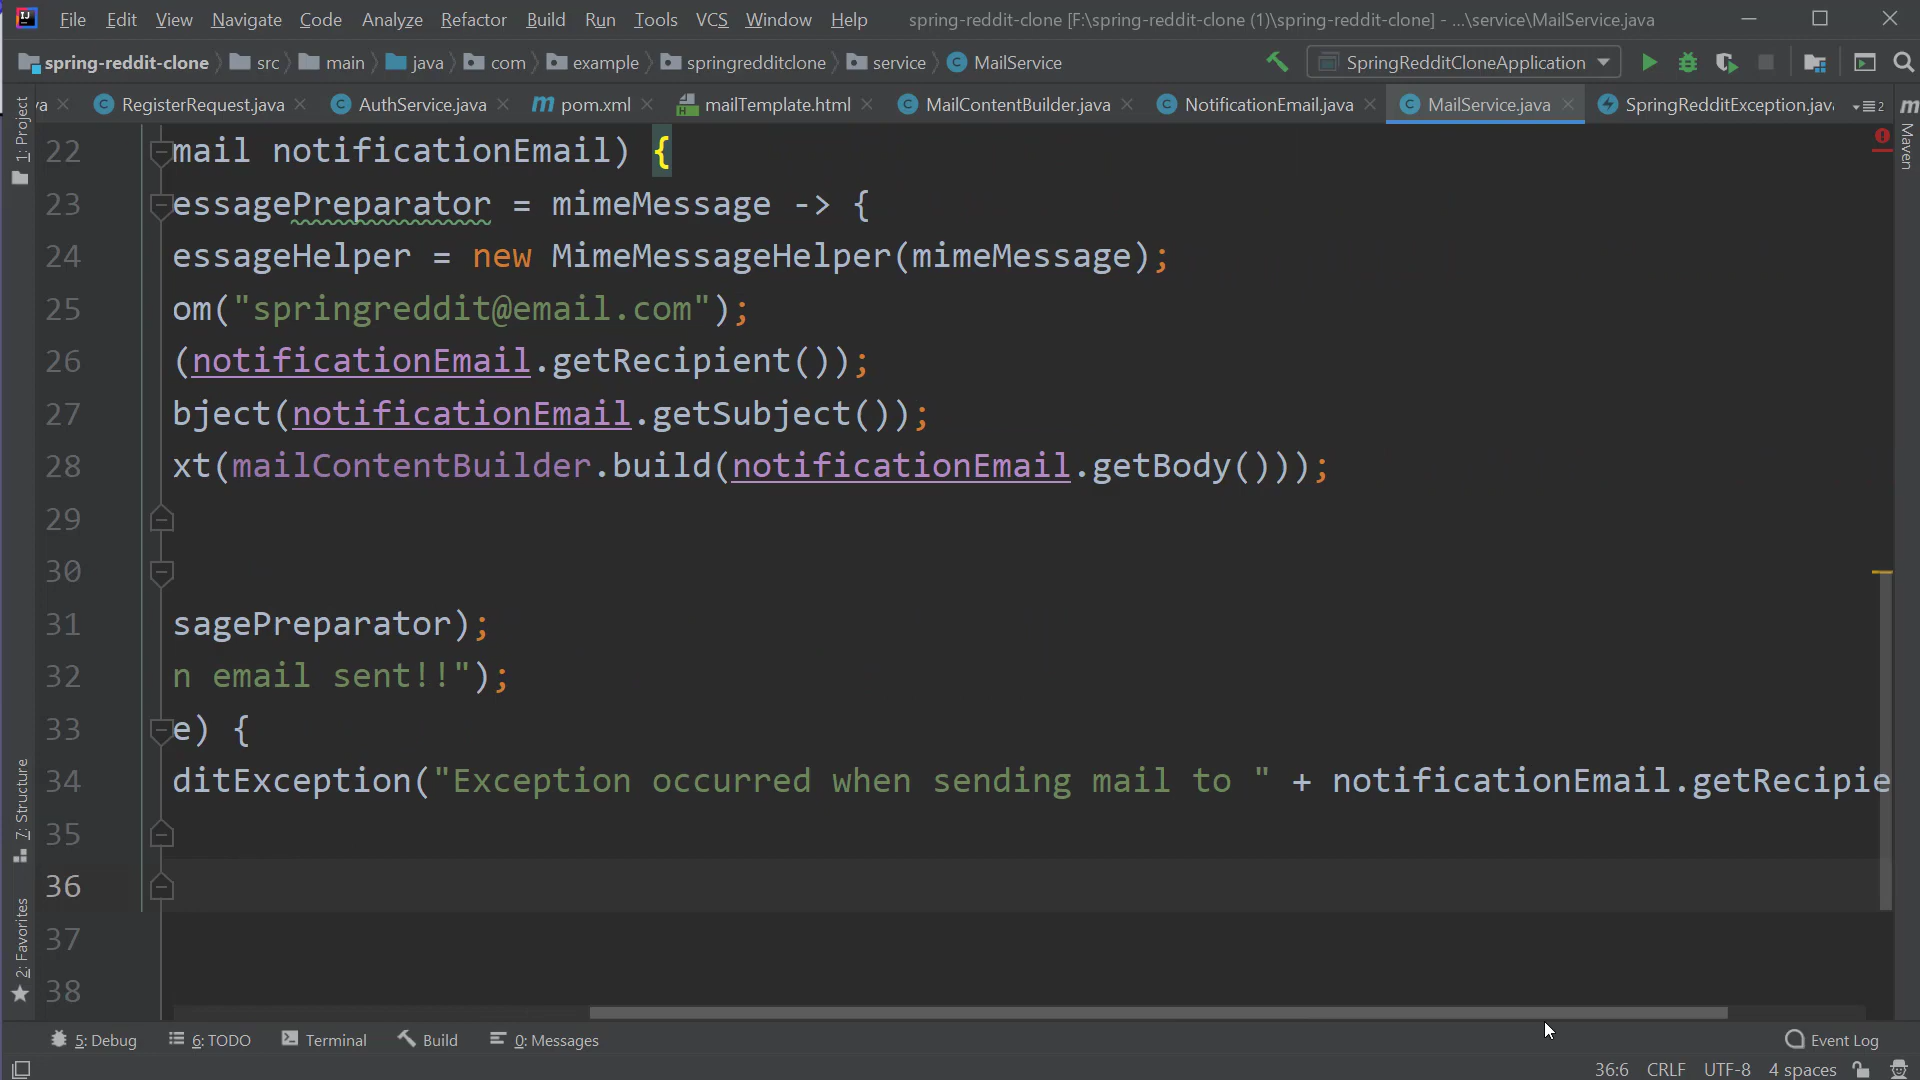 File Edit View Navigate Code Analyze Refactor Build Run Tools VCS Window Help spring-reddit-clone [F:\spring-reddit-clone (1)\spring-reddit-clone] - ...\service\MailService.java
spring-reddit-clone src main java com example springredditclone service MailService SpringRedditCloneApplication
va RegisterRequest.java AuthService.java m pom.xml mailTemplate.html MailContentBuilder.java NotificationEmail.java MailService.java SpringRedditException.java 2
1: Project
m Maven
22 mail notificationEmail) {
23 essagePreparator = mimeMessage -> {
24 essageHelper = new MimeMessageHelper(mimeMessage);
25 om("springreddit@email.com");
26 (notificationEmail.getRecipient());
27 bject(notificationEmail.getSubject());
28 xt(mailContentBuilder.build(notificationEmail.getBody()));
29
30
31 sagePreparator);
32 n email sent!!");
33 e) {
34 ditException("Exception occurred when sending mail to " + notificationEmail.getRecipie
35
36
37
38
7: Structure
2: Favorites
5: Debug 6: TODO Terminal Build 0: Messages Event Log
36:6 CRLF UTF-8 4 spaces